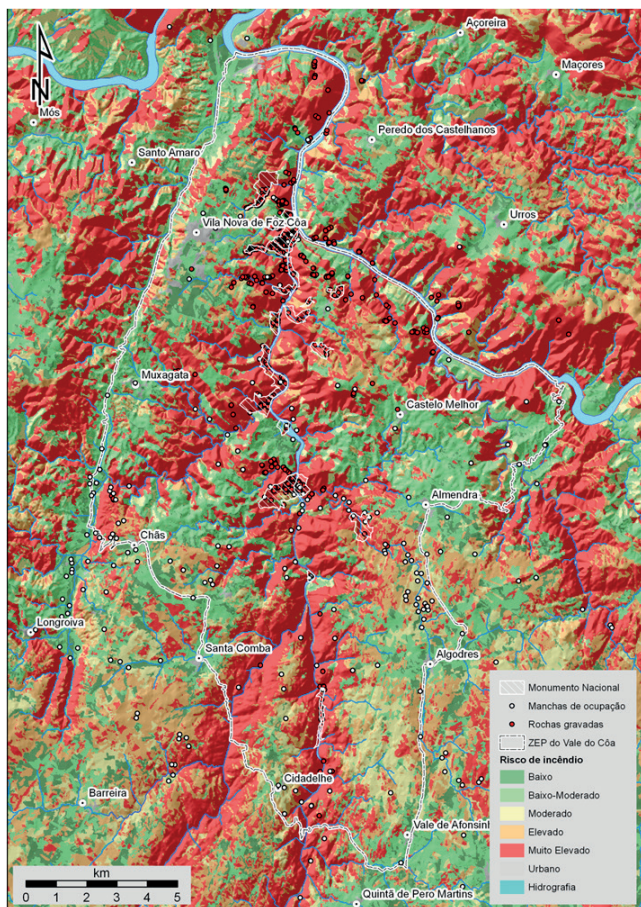 Açoreira
N
Maçores
Mós
Peredo dos Castelhanos
Santo Amaro
Urros
Vila Nova de Foz Côa
Muxagata
Castelo Melhor
Almendra
Chãs
Longroiva
Santa Comba
Algodres
Monumento Nacional
Manchas de ocupação
Rochas gravadas
ZEP do Vale do Côa
Risco de incêndio
Baixo
Baixo-Moderado
Moderado
Elevado
Muito Elevado
Urbano
Hidrografia
Cidadelhe
Barreira
Vale de Afonsinh
km
0 1 2 3 4 5
Quintã de Pero Martins